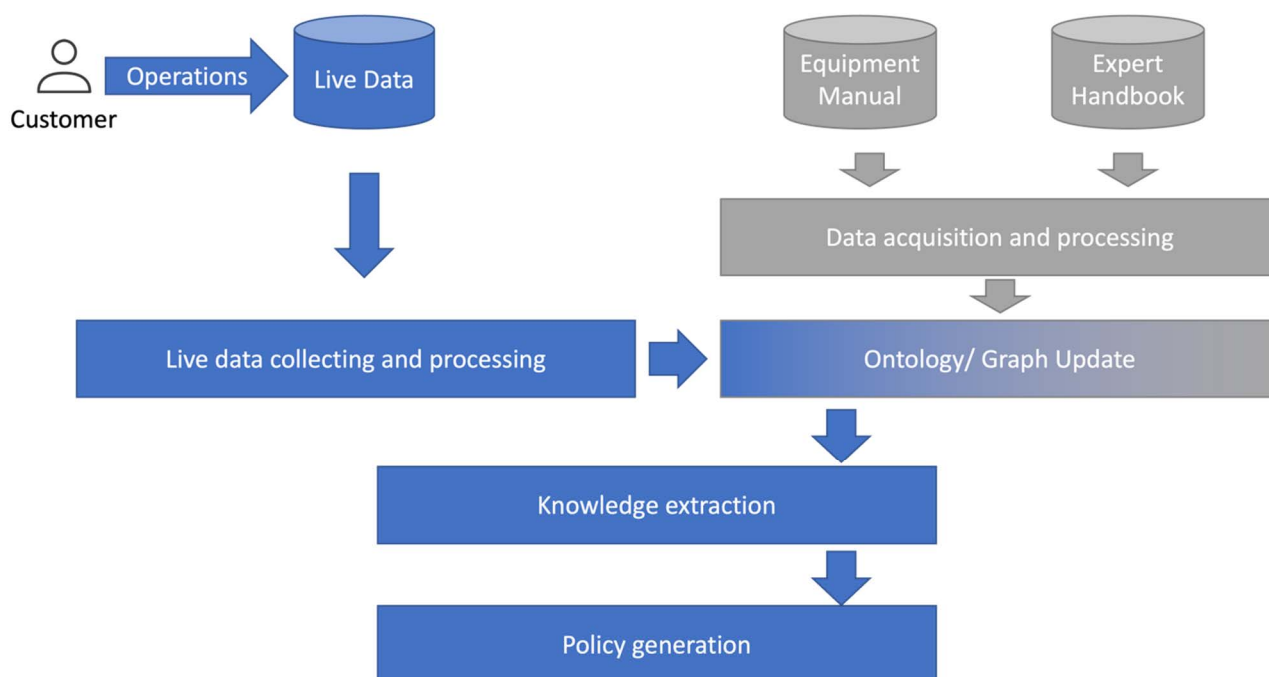 Customer
Operations
Live Data
Equipment
Manual
Expert
Handbook
Data acquisition and processing
Live data collecting and processing
Ontology/ Graph Update
Knowledge extraction
Policy generation